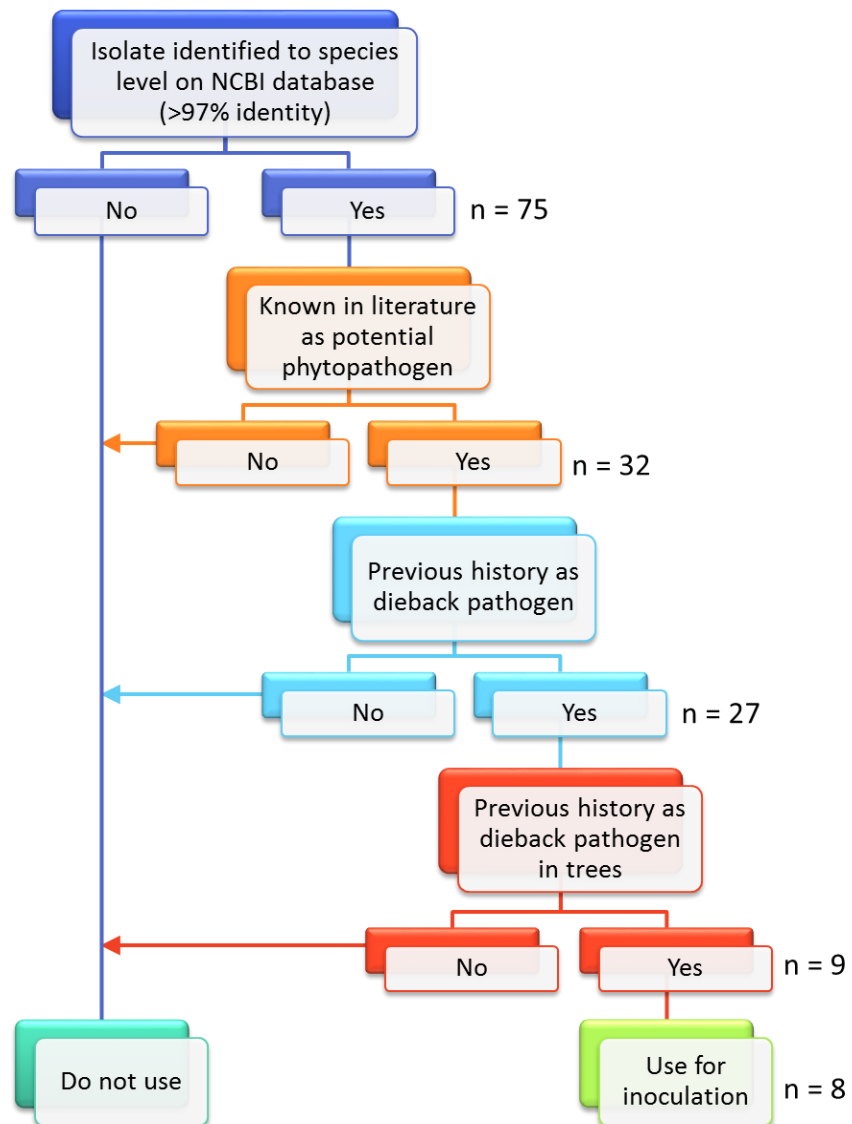 Isolate identified to species
level on NCBI database
(>97% identity)
No
Yes
n = 75
Known in literature
as potential
phytopathogen
No
Yes
n = 32
Previous history as
dieback pathogen
No
Yes
n = 27
Previous history as
dieback pathogen
in trees
No
Yes
n = 9
Do not use
Use for
inoculation
n = 8